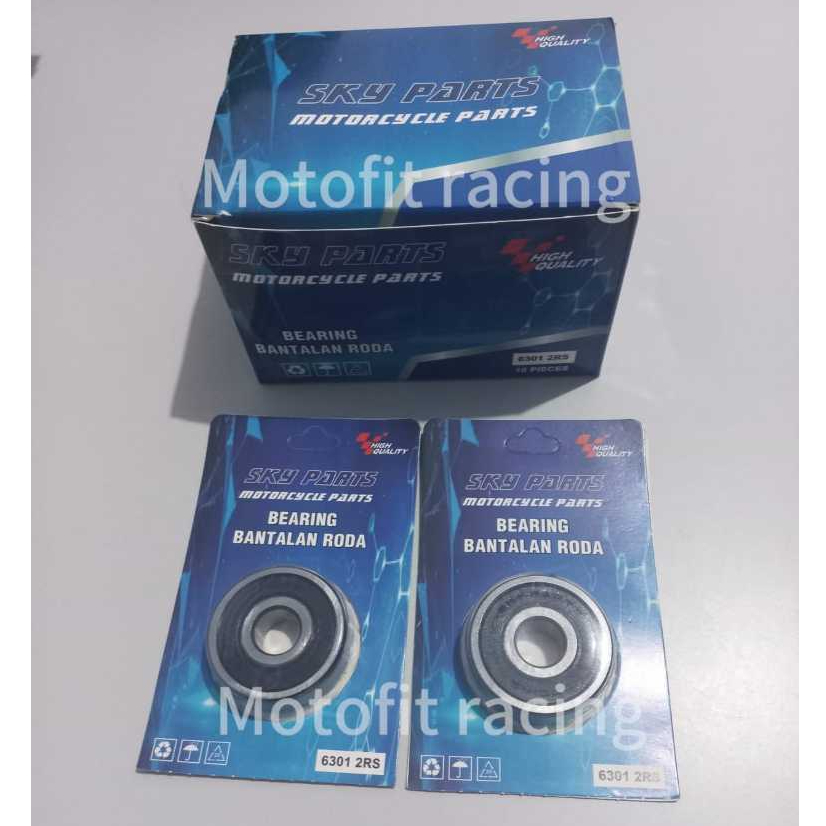 HIGH
QUALITY
SKY PARTS
MOTORCYCLE PARTS
Motofit racing
SKY PARTS
MOTORCYCLE PARTS
HIGH
QUALITY
BEARING
BANTALAN RODA
6301 2RS
10 PIECES
HIGH
QUALITY
SKY PARTS
MOTORCYCLE PARTS
BEARING
BANTALAN RODA
6301 2RS
HIGH
QUALITY
SKY PARTS
MOTORCYCLE PARTS
BEARING
BANTALAN RODA
6301 2RS
Motofit racing